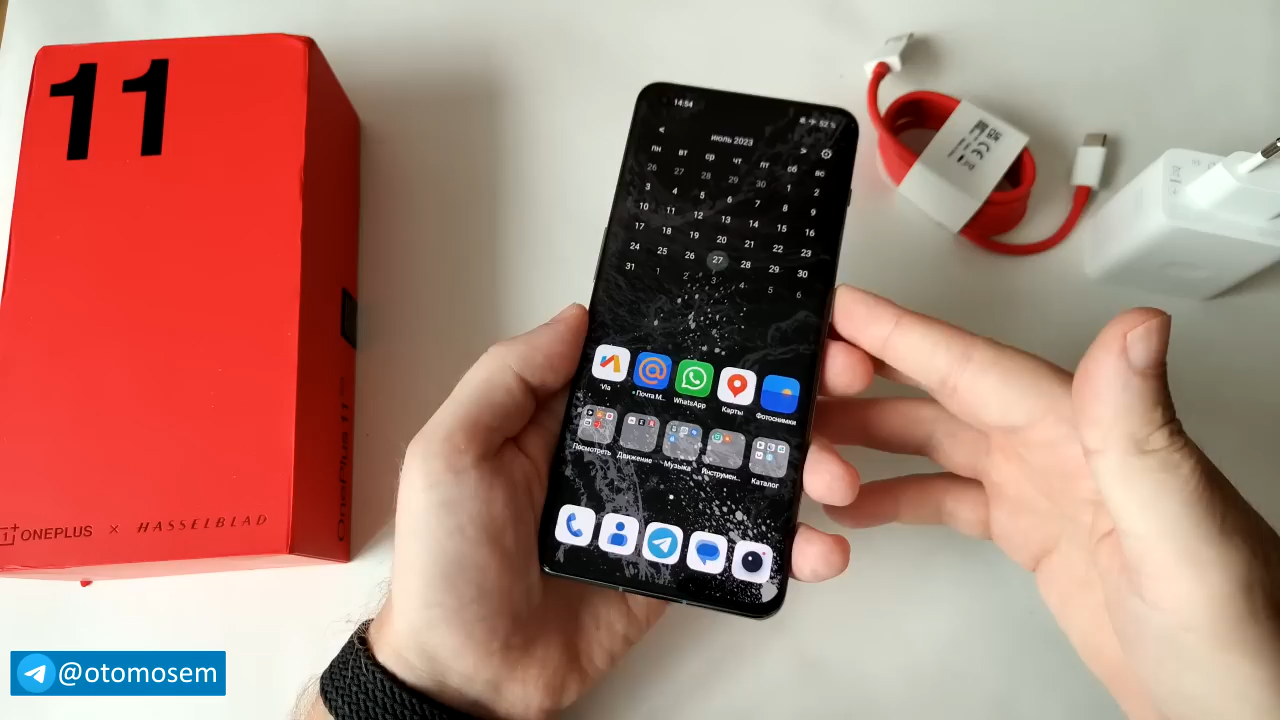 11
ONEPLUS × HASSELBLAD
OnePlus 11 5G
14:54
52 %
<
июль 2023
>
пн вт ср чт пт сб вс
26 27 28 29 30 1 2
3 4 5 6 7 8 9
10 11 12 13 14 15 16
17 18 19 20 21 22 23
24 25 26 27 28 29 30
31 1 2 3 4 5 6
Via
Почта M...
WhatsApp
Карты
Фотоснимки
Посмотреть
Движение
Музыка
Инструмен...
Каталог
@otomosem